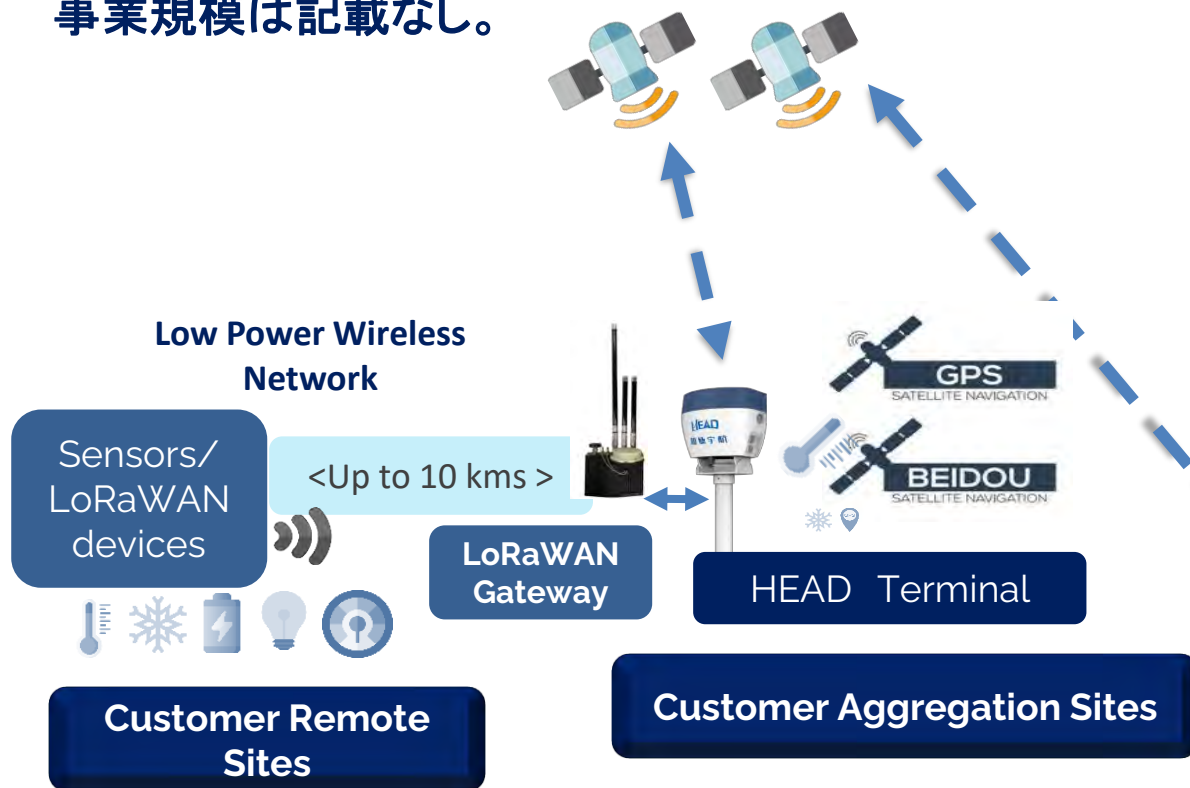 事業規模は記載なし。
Low Power Wireless
Network
Sensors/
LoRaWAN
devices
<Up to 10 kms >
LoRaWAN
Gateway
HEAD
GPS
SATELLITE NAVIGATION
BEIDOU
SATELLITE NAVIGATION
HEAD Terminal
Customer Remote
Sites
Customer Aggregation Sites